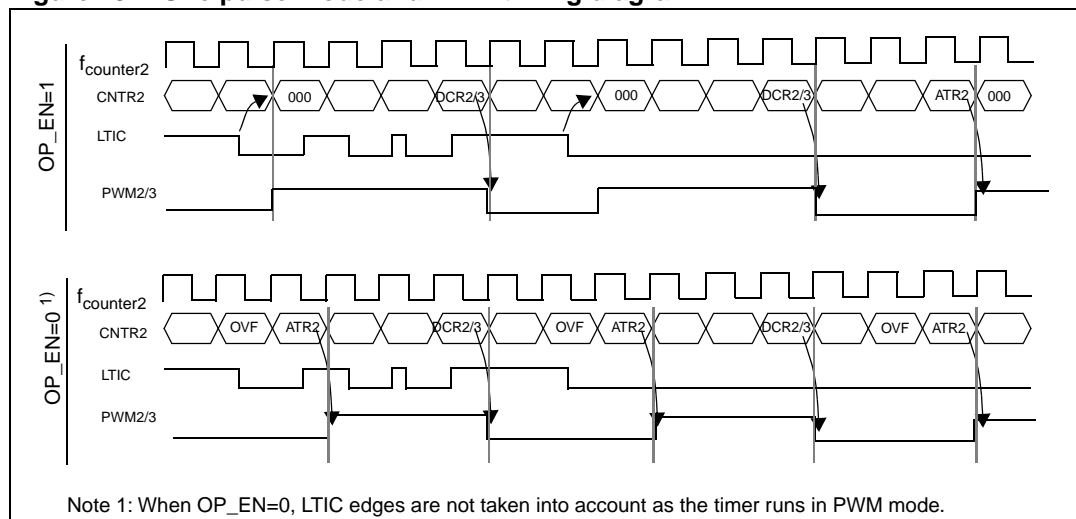 OP_EN=1
f counter2
CNTR2
000
DCR2/3
000
DCR2/3
ATR2
000
LTIC
PWM2/3
OP_EN=0 1)
f counter2
CNTR2
OVF
ATR2
DCR2/3
OVF
ATR2
DCR2/3
OVF
ATR2
LTIC
PWM2/3
Note 1: When OP_EN=0, LTIC edges are not taken into account as the timer runs in PWM mode.